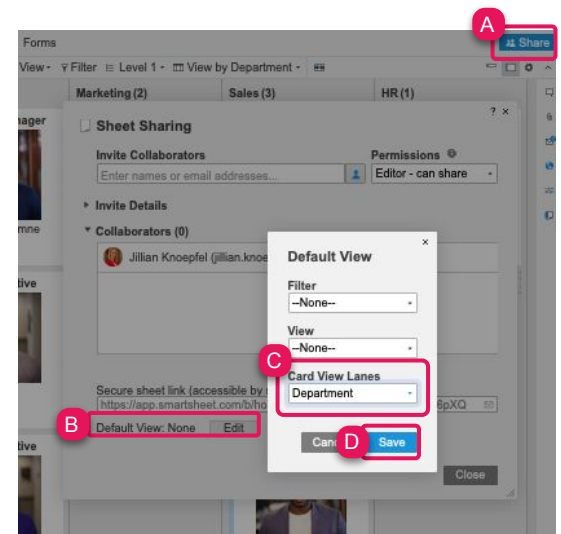 A
Forms
Share
View
Filter
Level 1
View by Department
Marketing (2)
Sales (3)
HR (1)
? ×
Sheet Sharing
Invite Collaborators
Permissions
Enter names or email addresses...
Editor - can share
Invite Details
Collaborators (0)
Jillian Knoepfel (jillian.knoe
×
Default View
Filter
--None--
View
--None--
C
Card View Lanes
Department
Secure sheet link (accessible by
https://app.smartsheet.com/b/ho
6pXQ
B
Default View: None
Edit
Can
D
Save
Close
nager
mne
tive
tive